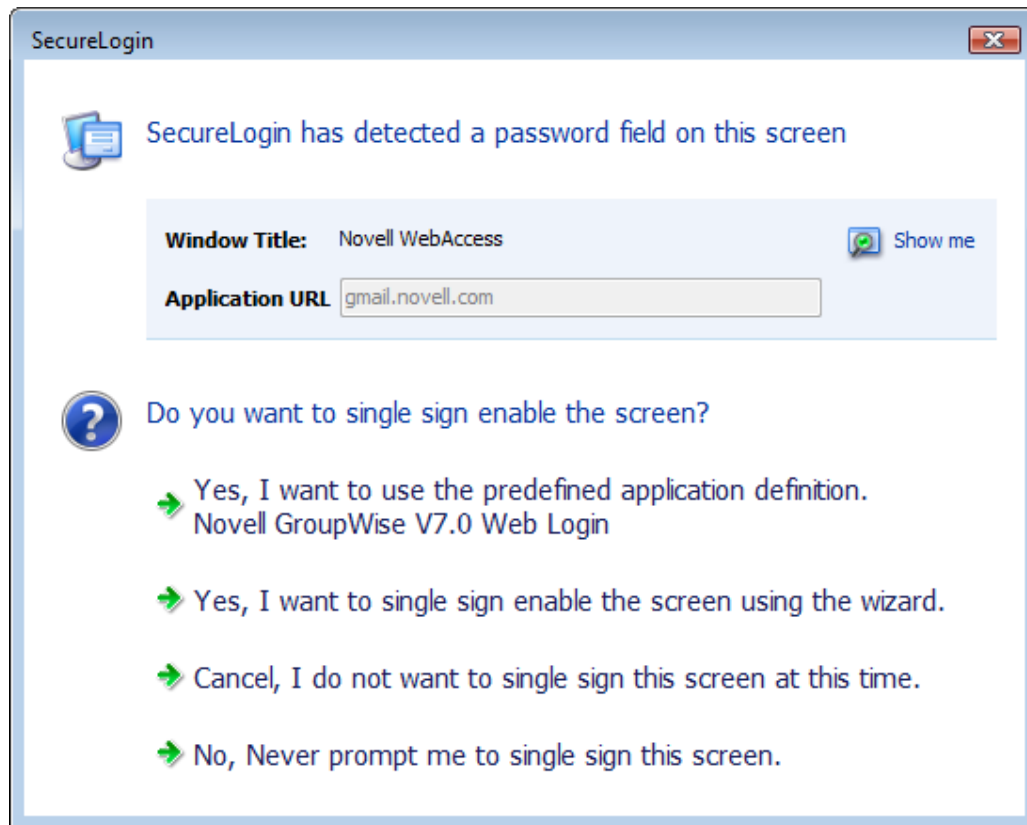 SecureLogin
SecureLogin has detected a password field on this screen
Window Title: Novell WebAccess Show me
Application URL gmail.novell.com
Do you want to single sign enable the screen?
Yes, I want to use the predefined application definition.
Novell GroupWise V7.0 Web Login
Yes, I want to single sign enable the screen using the wizard.
Cancel, I do not want to single sign this screen at this time.
No, Never prompt me to single sign this screen.